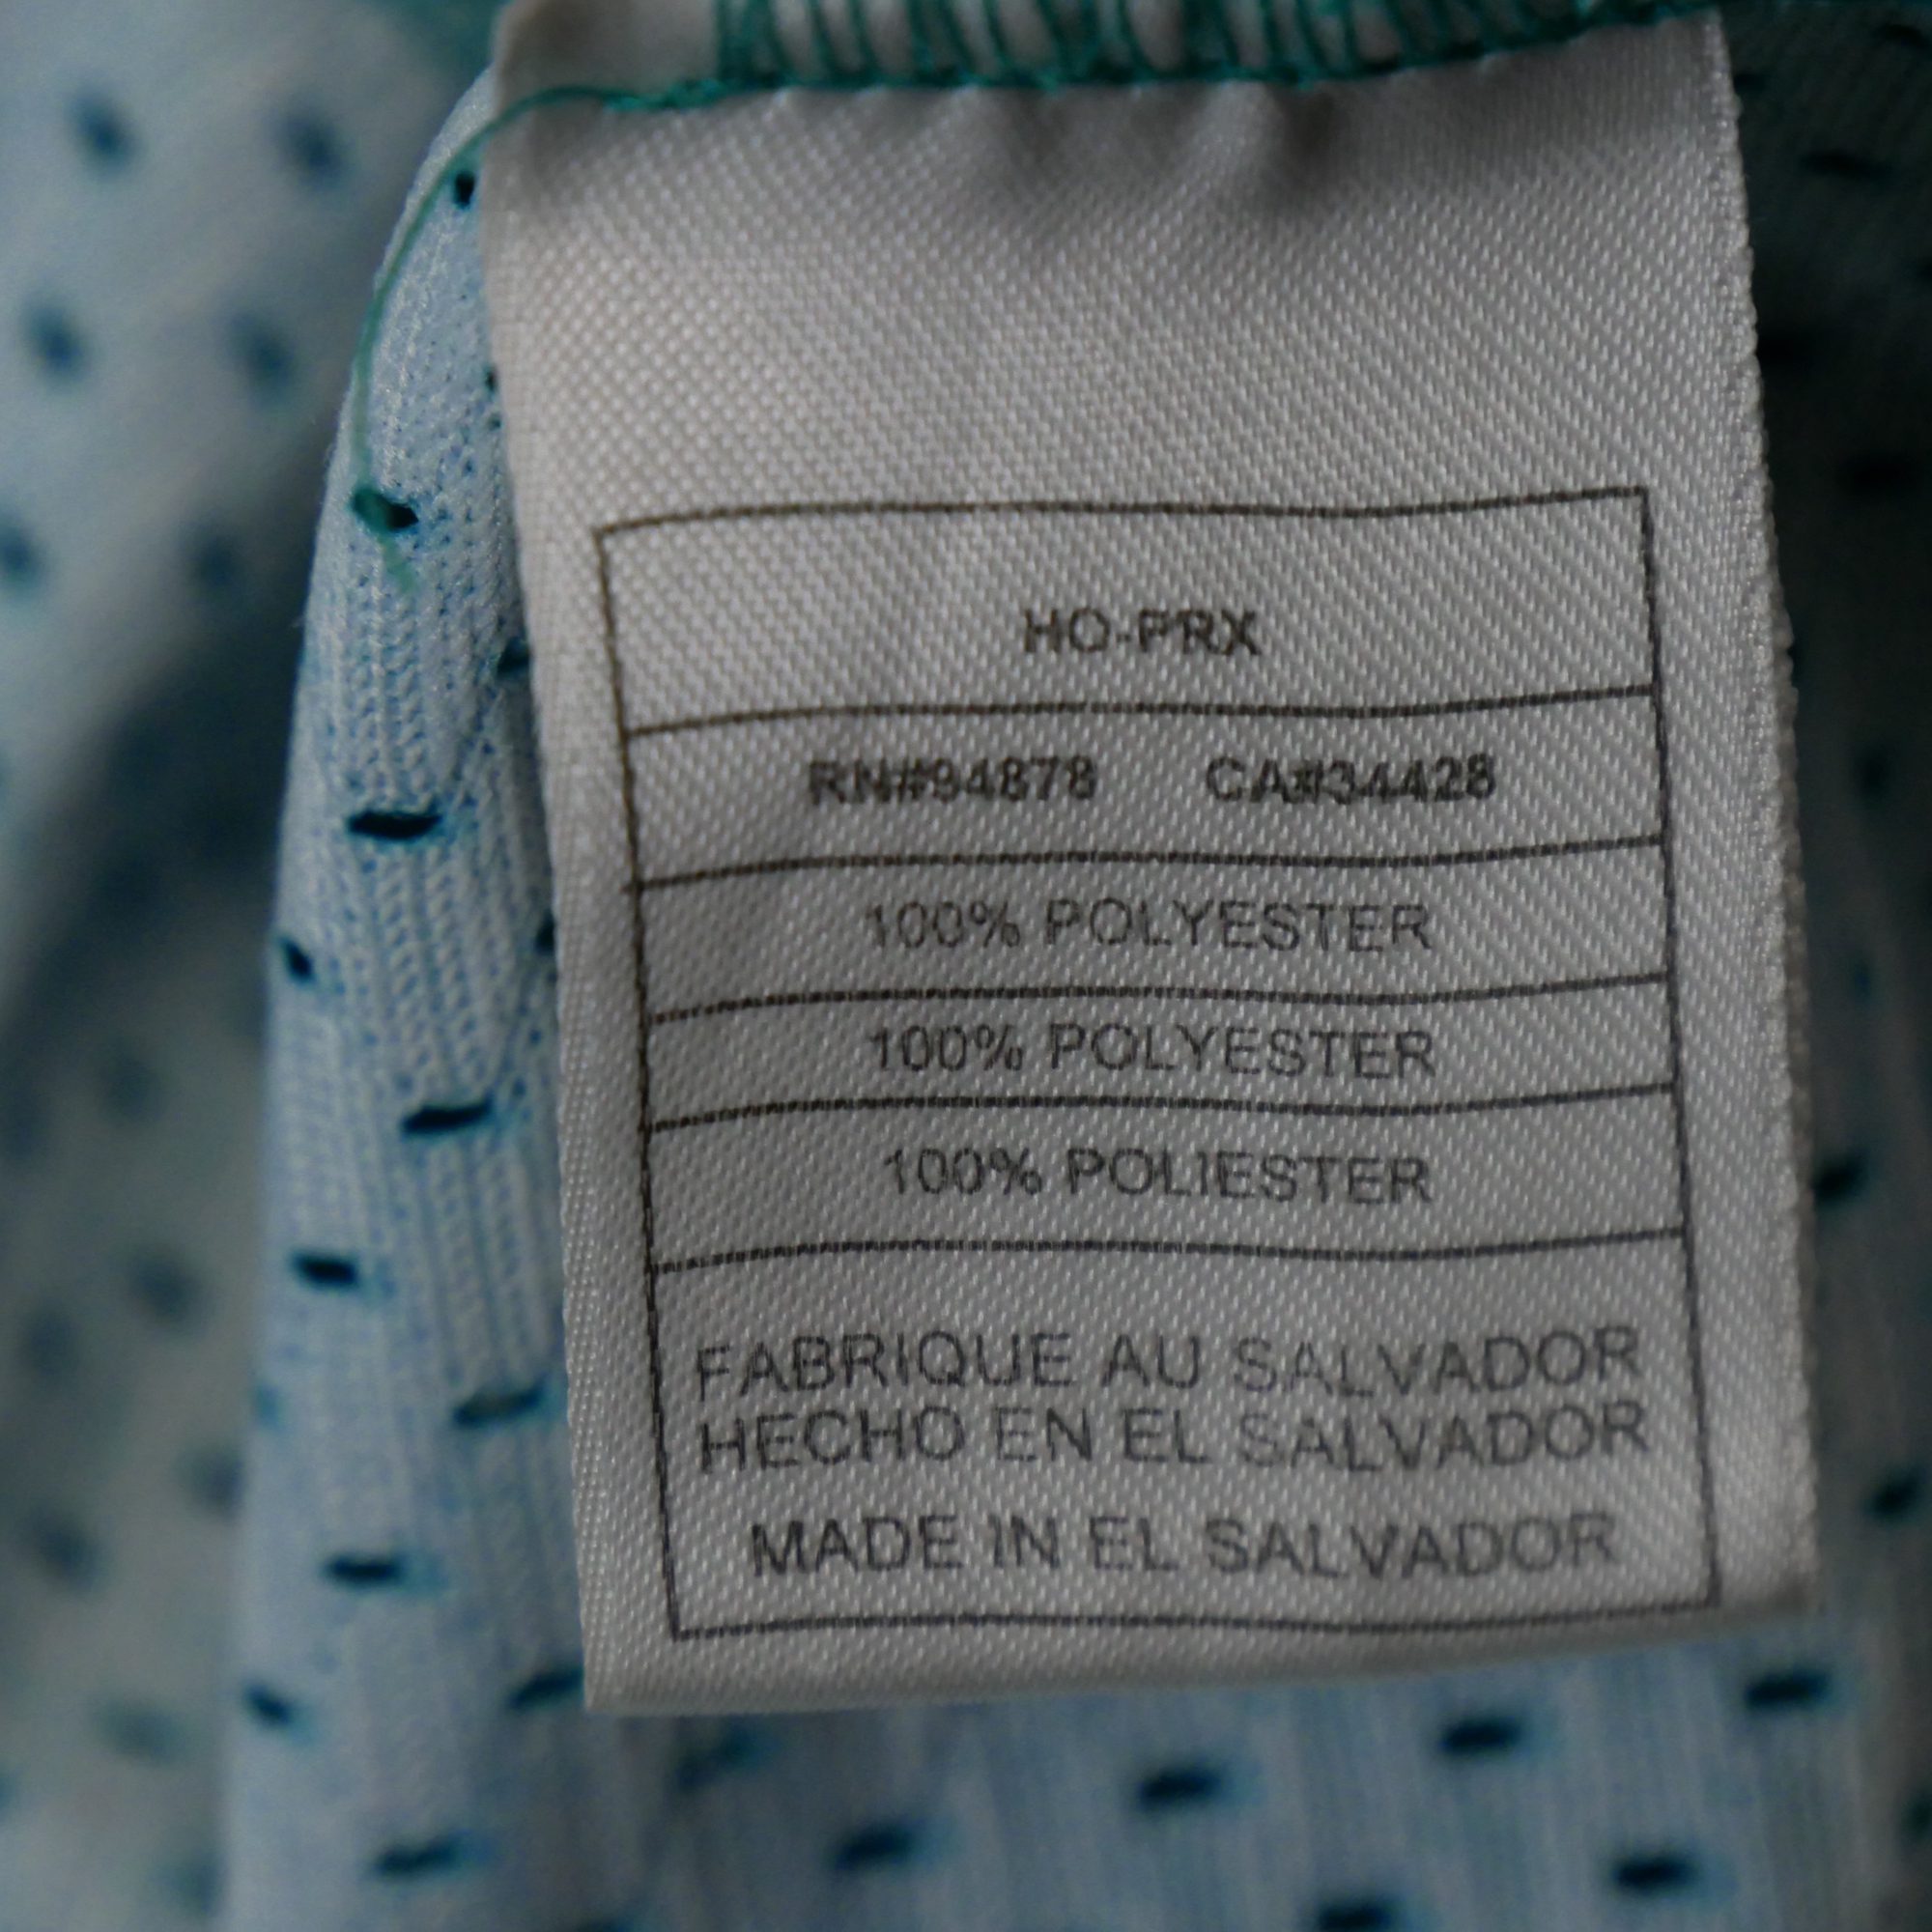 HO-PRX
RN#94878 CA#34428
100% POLYESTER
100% POLYESTER
100% POLIESTER
FABRIQUE AU SALVADOR
HECHO EN EL SALVADOR
MADE IN EL SALVADOR